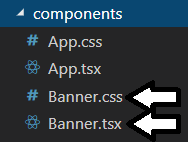 components
# App.css
App.tsx
# Banner.css
Banner.tsx